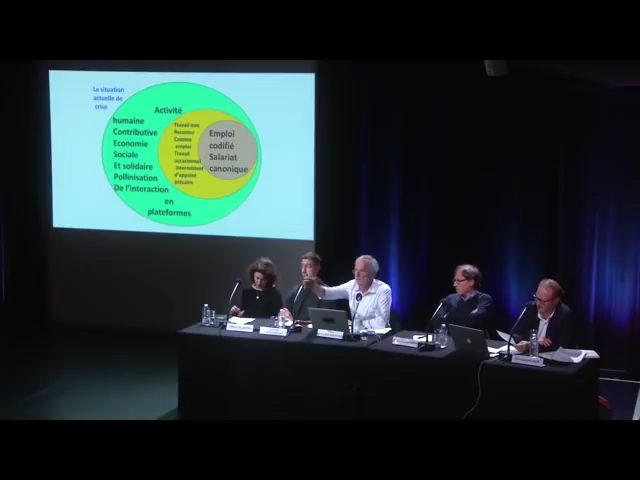 La situation
actuelle de
crise
Activité
humaine
Contributive
Economie
Sociale
Et solidaire
Pollinisation
De l'interaction
en
plateformes
Travail non
Reconnu
Comme
emploi
Travail
occasionnel
intermittent
d'appoint
précaire
Emploi
codifié
Salariat
canonique